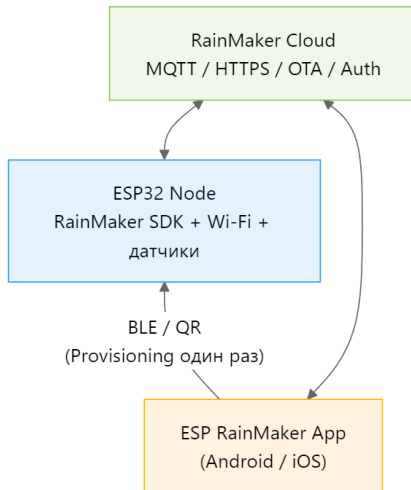 RainMaker Cloud
MQTT / HTTPS / OTA / Auth
ESP32 Node
RainMaker SDK + Wi-Fi +
датчики
BLE / QR
(Provisioning один раз)
ESP RainMaker App
(Android / iOS)